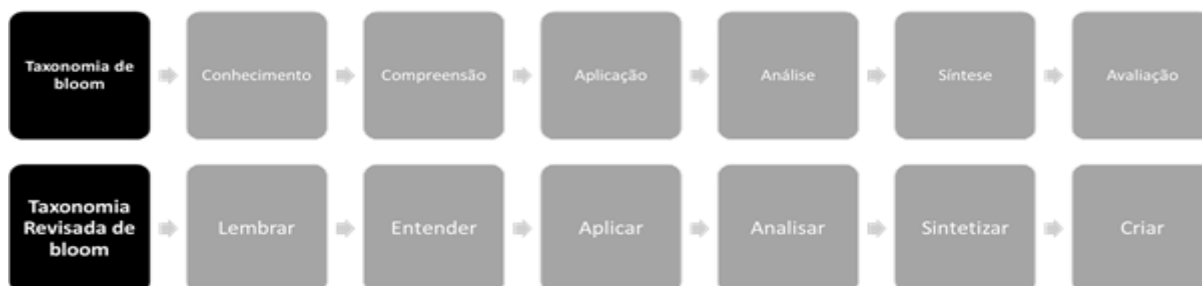 Taxonomia de
bloom
Conhecimento
Compreensão
Aplicação
Análise
Síntese
Avaliação
Taxonomia
Revisada de
bloom
Lembrar
Entender
Aplicar
Analisar
Sintetizar
Criar